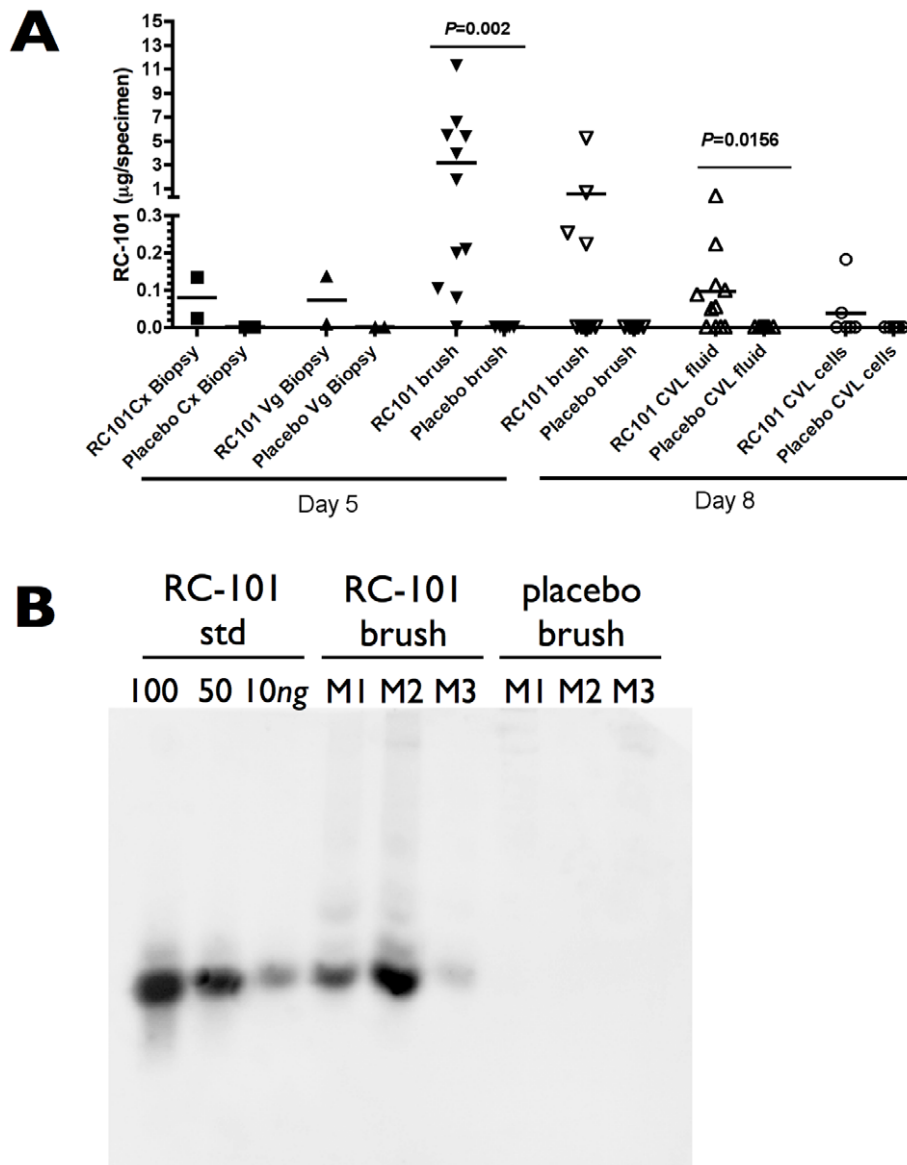 A
RC-101 (µg/specimen)
15
13
11
9
7
5
3
1
0.3
0.2
0.1
0.0
P=0.002
P=0.0156
RC101Cx Biopsy
Placebo Cx Biopsy
RC101 Vg Biopsy
Placebo Vg Biopsy
RC101 brush
Placebo brush
RC101 brush
Placebo brush
RC101 CVL fluid
Placebo CVL fluid
RC101 CVL cells
Placebo CVL cells
Day 5
Day 8
B
RC-101 std
RC-101 brush
placebo brush
100 50 10ng M1 M2 M3 M1 M2 M3